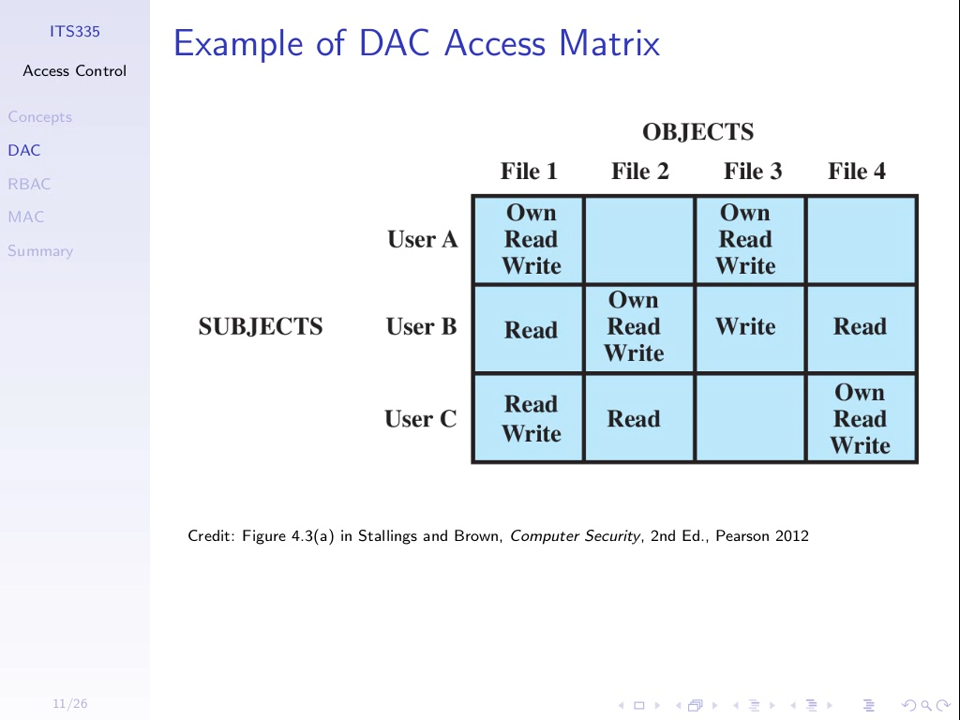 ITS335
Access Control
Concepts
DAC
RBAC
MAC
Summary
11/26
Example of DAC Access Matrix
OBJECTS
File 1 File 2 File 3 File 4
SUBJECTS
User A
Own
Read
Write
Own
Read
Write
User B
Read
Own
Read
Write
Write
Read
User C
Read
Write
Read
Own
Read
Write
Credit: Figure 4.3(a) in Stallings and Brown, Computer Security, 2nd Ed., Pearson 2012